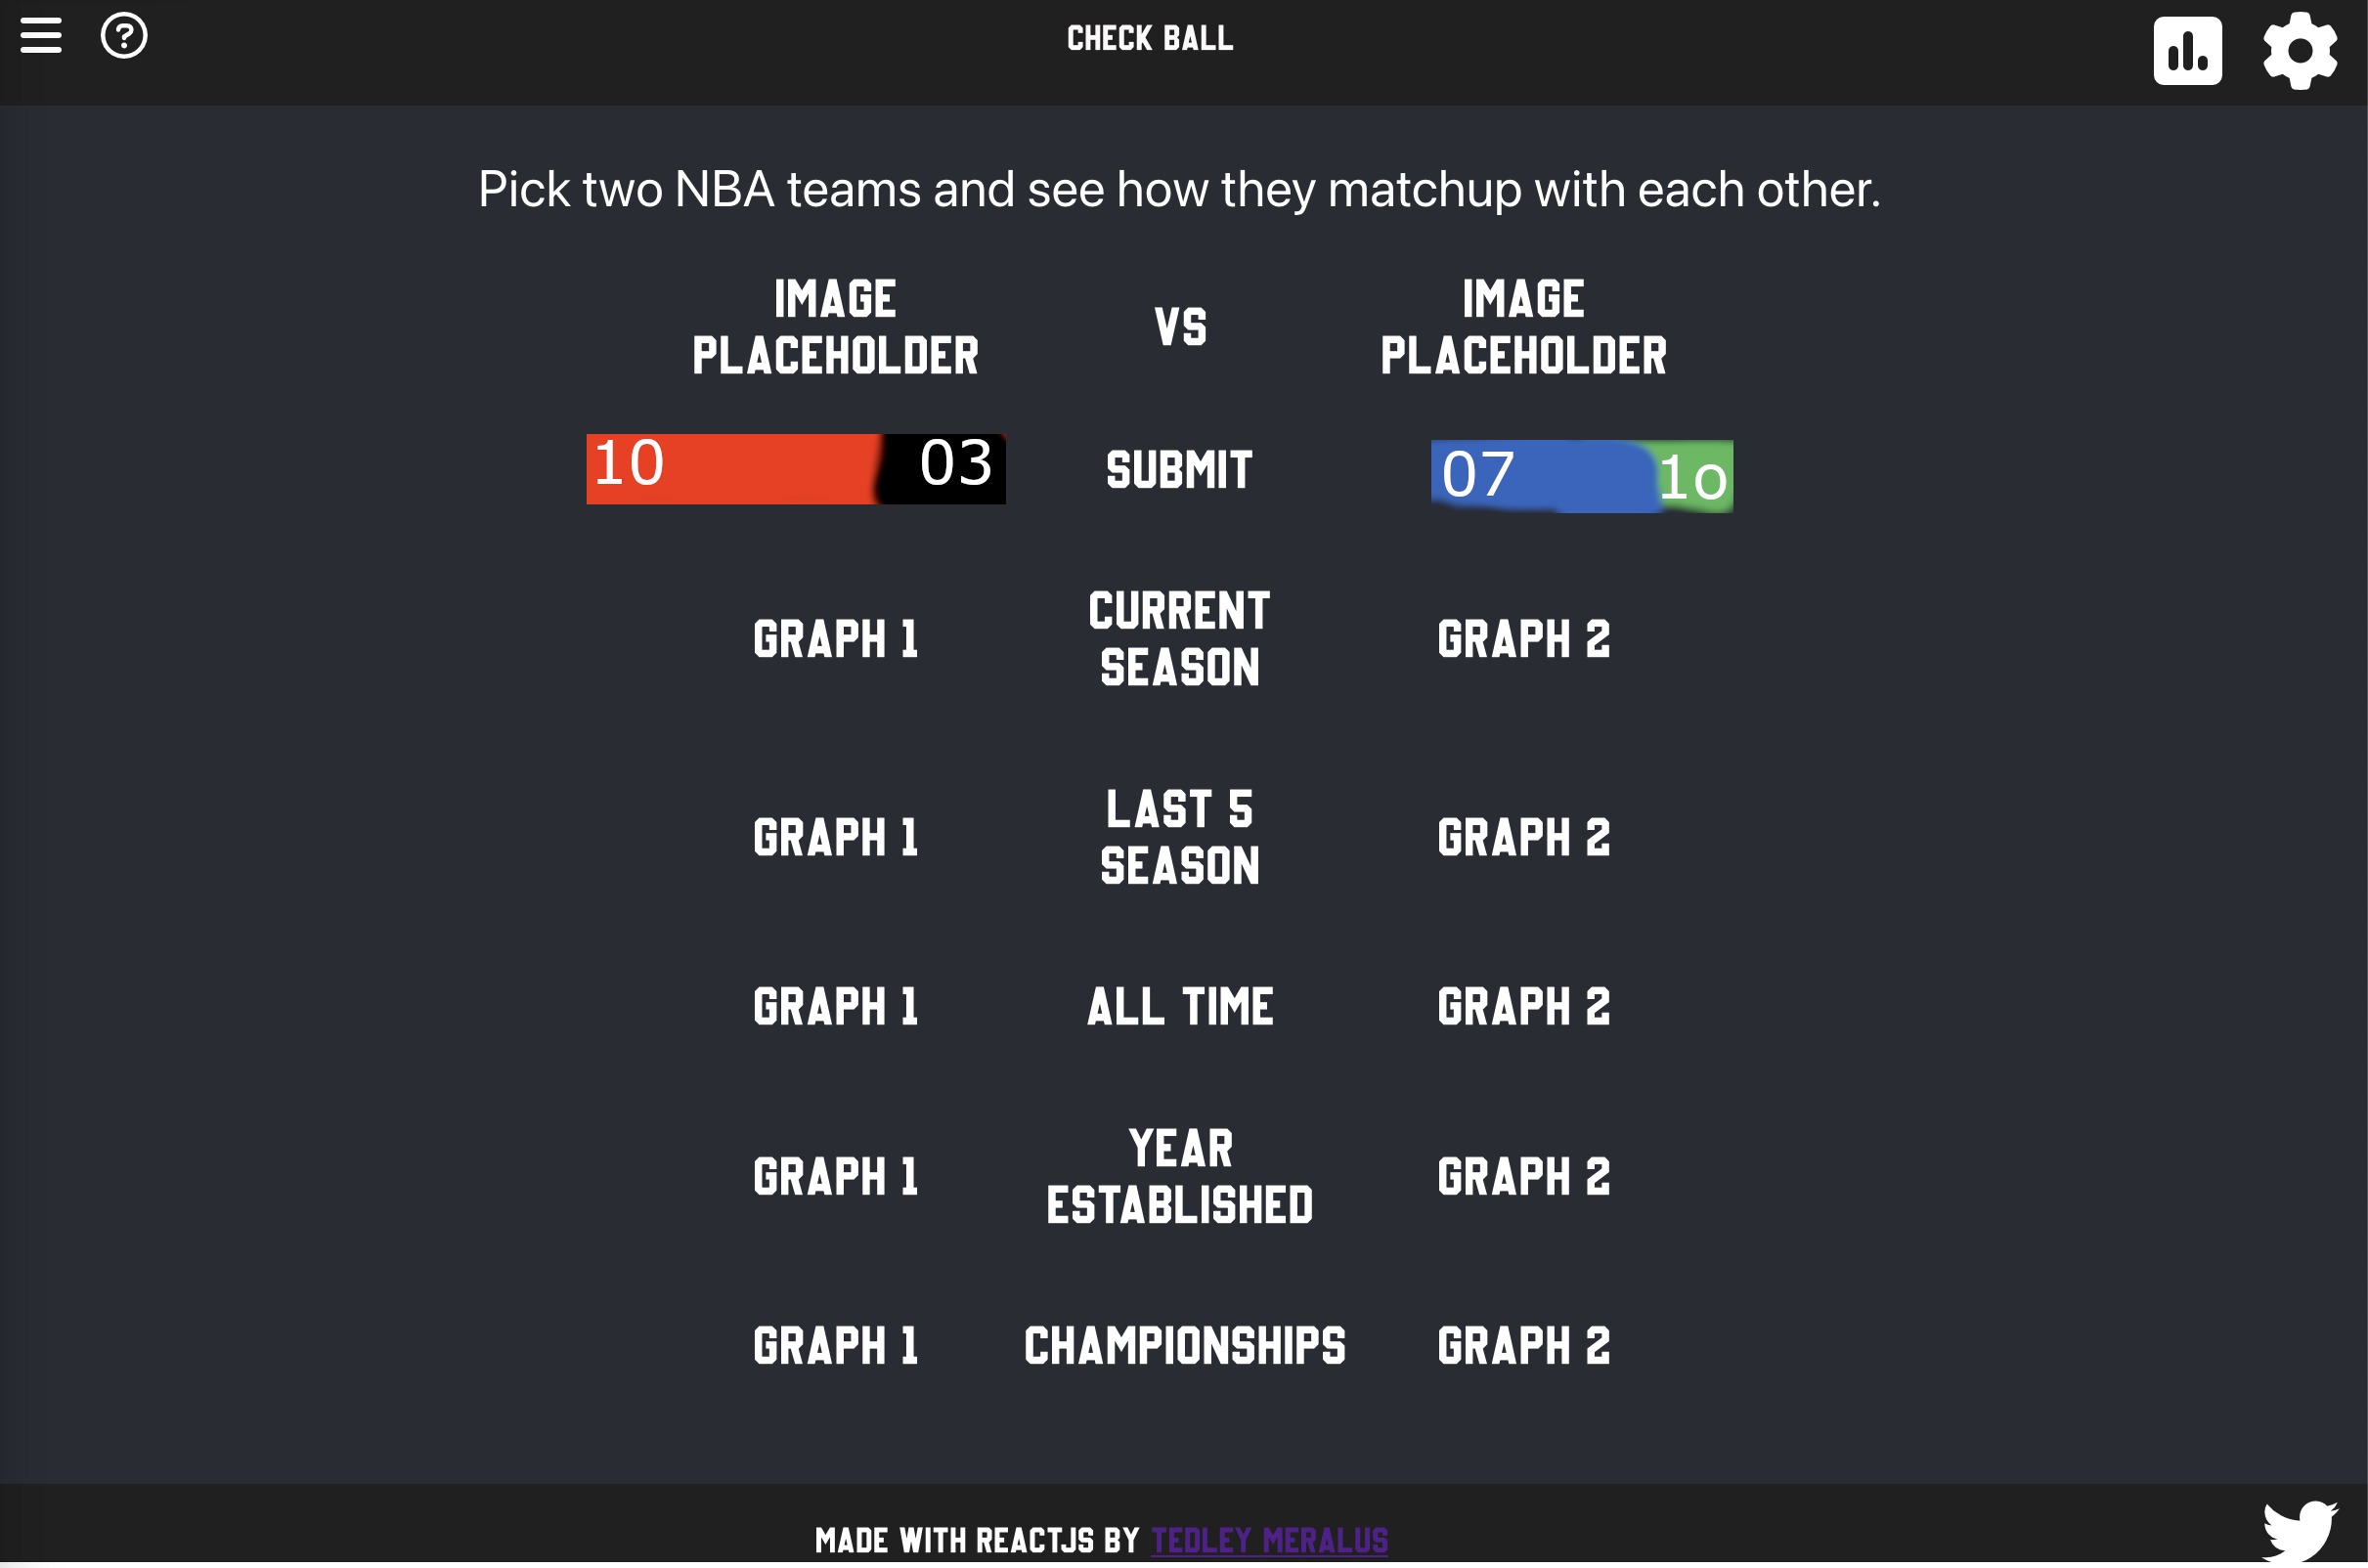 ?
CHECK BALL
Pick two NBA teams and see how they matchup with each other.
IMAGE
PLACEHOLDER
VS
IMAGE
PLACEHOLDER
10 03
SUBMIT
07 1o
GRAPH 1
CURRENT
SEASON
GRAPH 2
GRAPH 1
LAST 5
SEASON
GRAPH 2
GRAPH 1
ALL TIME
GRAPH 2
GRAPH 1
YEAR
ESTABLISHED
GRAPH 2
GRAPH 1
CHAMPIONSHIPS
GRAPH 2
MADE WITH REACTJS BY TEDLEY MERALUS